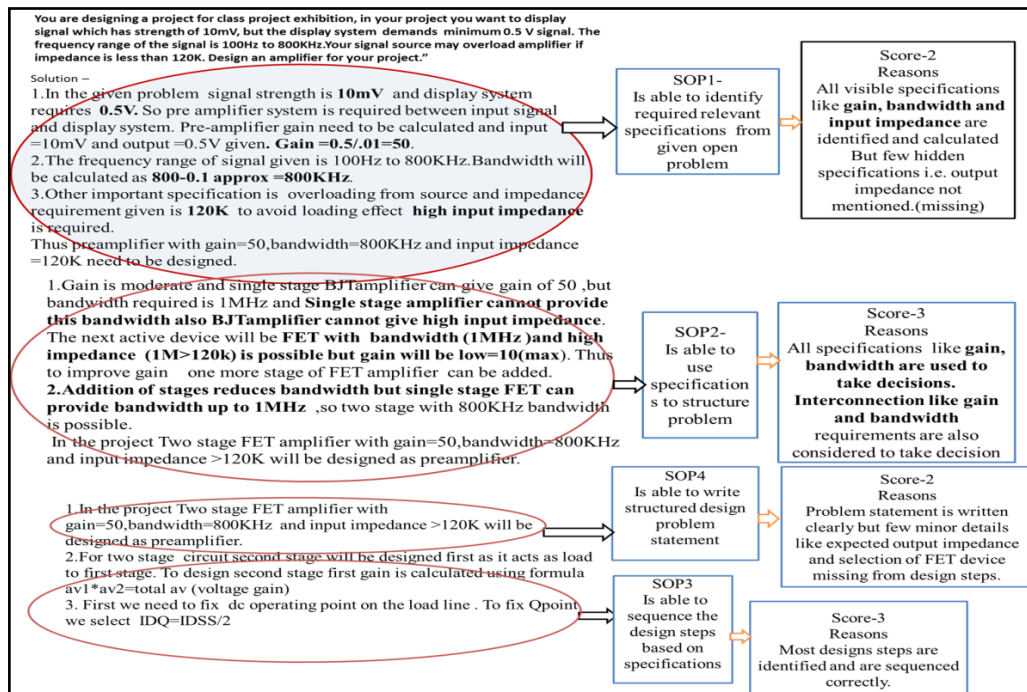 You are designing a project for class project exhibition, in your project you want to display
signal which has strength of 10mV, but the display system  demands  minimum 0.5 V signal. The
frequency range of the signal is 100Hz to 800KHz.Your signal source may overload amplifier if
impedance is less than 120K. Design an amplifier for your project.”
Solution –
1.In the given problem  signal strength is 10mV  and display system
requires  0.5V. So pre amplifier system is required between input signal
and display system. Pre-amplifier gain need to be calculated and input
=10mV and output =0.5V given. Gain =0.5/.01=50.
2.The frequency range of signal given is 100Hz to 800KHz.Bandwidth will
be calculated as 800-0.1 approx =800KHz.
3.Other important specification is  overloading from source and impedance
requirement given is 120K  to avoid loading effect  high input impedance
is required.
Thus preamplifier with gain=50,bandwidth=800KHz and input impedance
=120K need to be designed.
SOP1-
Is able to identify
required relevant
specifications  from
given open
problem
Score-2
Reasons
All visible specifications
like gain, bandwidth and
input impedance are
identified and calculated
But few hidden
specifications i.e. output
impedance not
mentioned.(missing)
1.Gain is moderate and single stage BJTamplifier can give gain of 50 ,but
bandwidth required is 1MHz and Single stage amplifier cannot provide
this bandwidth also BJTamplifier cannot give high input impedance.
The next active device will be FET with  bandwidth (1MHz )and high
impedance  (1M>120k) is possible but gain will be low=10(max). Thus
to improve gain    one more stage of FET amplifier  can be added.
2.Addition of stages reduces bandwidth but single stage FET can
provide bandwidth up to 1MHz  ,so two stage with 800KHz bandwidth
is possible.
In the project Two stage FET amplifier with gain=50,bandwidth=800KHz
and input impedance >120K will be designed as preamplifier.
SOP2-
Is able to
use
specification
s to structure
problem
Score-3
Reasons
All specifications  like gain,
bandwidth are used to
take decisions.
Interconnection like gain
and bandwidth
requirements are also
considered to take decision
1.In the project Two stage FET amplifier with
gain=50,bandwidth=800KHz  and input impedance >120K will be
designed as preamplifier.
SOP4
Is able to write
structured design
problem
statement
Score-2
Reasons
Problem statement is written
clearly but few minor details
like expected output impedance
and selection of FET device
missing from design steps.
2.For two stage  circuit second stage will be designed first as it acts as load
to first stage. To design second stage first gain is calculated using formula
av1*av2=total av (voltage gain)
3. First we need to fix  dc operating point on the load line . To fix Qpoint
we select  IDQ=IDSS/2
SOP3
Is able to
sequence the
design steps
based on
specifications
Score-3
Reasons
Most designs steps are
identified and are sequenced
correctly.